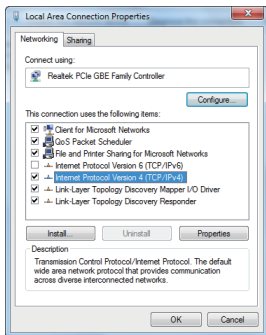 Local Area Connection Properties
Networking
Sharing
Connect using:
Realtek PCIe GBE Family Controller
Configure...
This connection uses the following items:
Client for Microsoft Networks
QoS Packet Scheduler
File and Printer Sharing for Microsoft Networks
Internet Protocol Version 6 (TCP/IPv6)
Internet Protocol Version 4 (TCP/IPv4)
Link-Layer Topology Discovery Mapper I/O Driver
Link-Layer Topology Discovery Responder
Install...
Uninstall
Properties
Description
Transmission Control Protocol/Internet Protocol. The default
wide area network protocol that provides communication
across diverse interconnected networks.
OK
Cancel